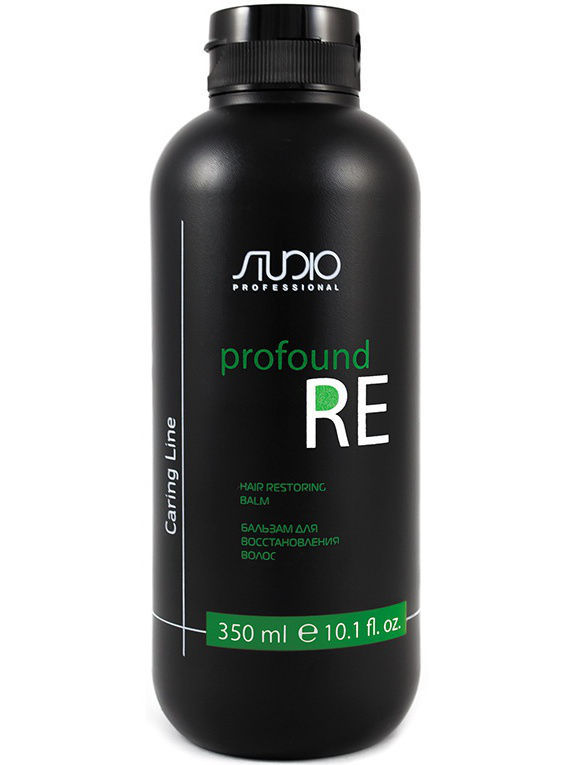 STUDIO
PROFESSIONAL
profound
RE
HAIR RESTORING
BALM
БАЛЬЗАМ ДЛЯ
ВОССТАНОВЛЕНИЯ
ВОЛОС
Caring Line
350 ml e 10.1 fl. oz.